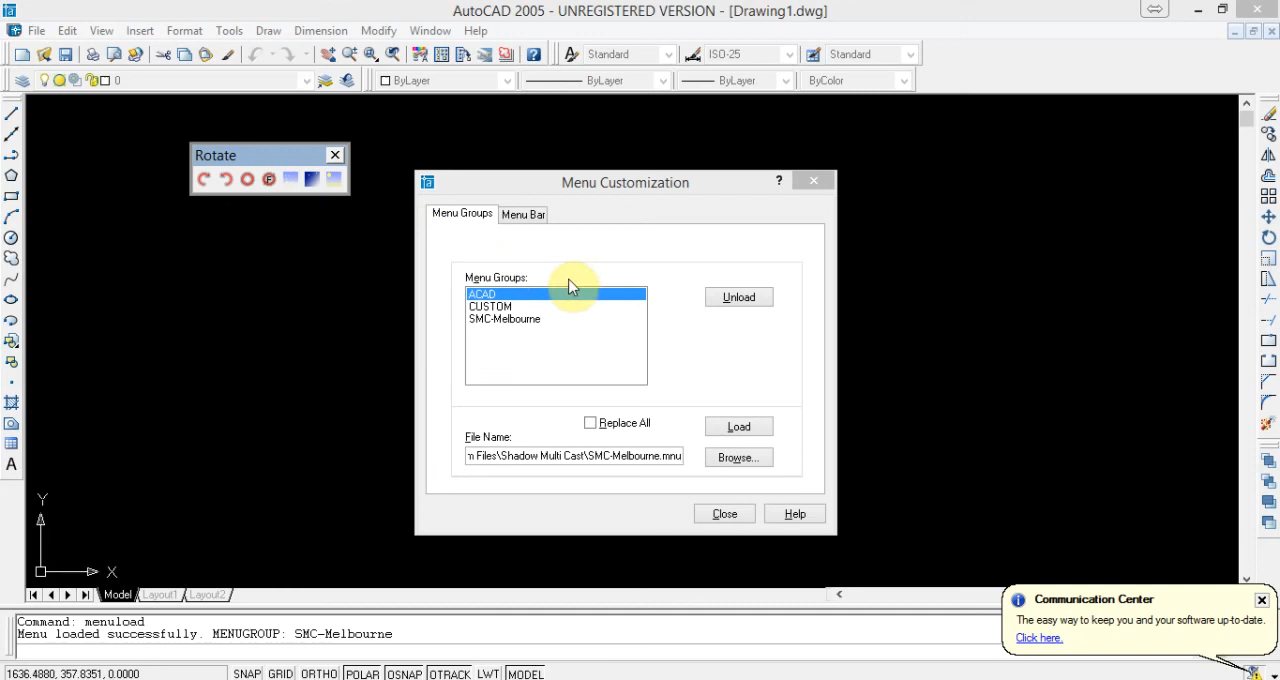 AutoCAD 2005 - UNREGISTERED VERSION - [Drawing1.dwg]
File Edit View Insert Format Tools Draw Dimension Modify Window Help
Standard ISO-25 Standard
0 ByLayer ByLayer ByLayer ByColor
Rotate
F
Menu Customization ?
Menu Groups Menu Bar
Menu Groups:
ACAD
CUSTOM
SMC-Melbourne
Unload
Replace All
Load
File Name:
n Files\Shadow Multi Cast\SMC-Melbourne.mnu
Browse...
Close Help
Y
X
Model Layout1 Layout2
Command: menuload
Menu loaded successfully. MENUGROUP: SMC-Melbourne
Communication Center
The easy way to keep you and your software up-to-date.
Click here.
1636.4880, 357.8351, 0.0000 SNAP GRID ORTHO POLAR OSNAP OTRACK LWT MODEL
A